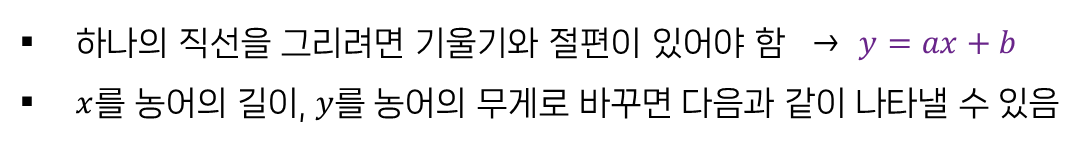 ▪ 하나의 직선을 그리려면 기울기와 절편이 있어야 함 → y = ax + b
▪ x를 농어의 길이, y를 농어의 무게로 바꾸면 다음과 같이 나타낼 수 있음